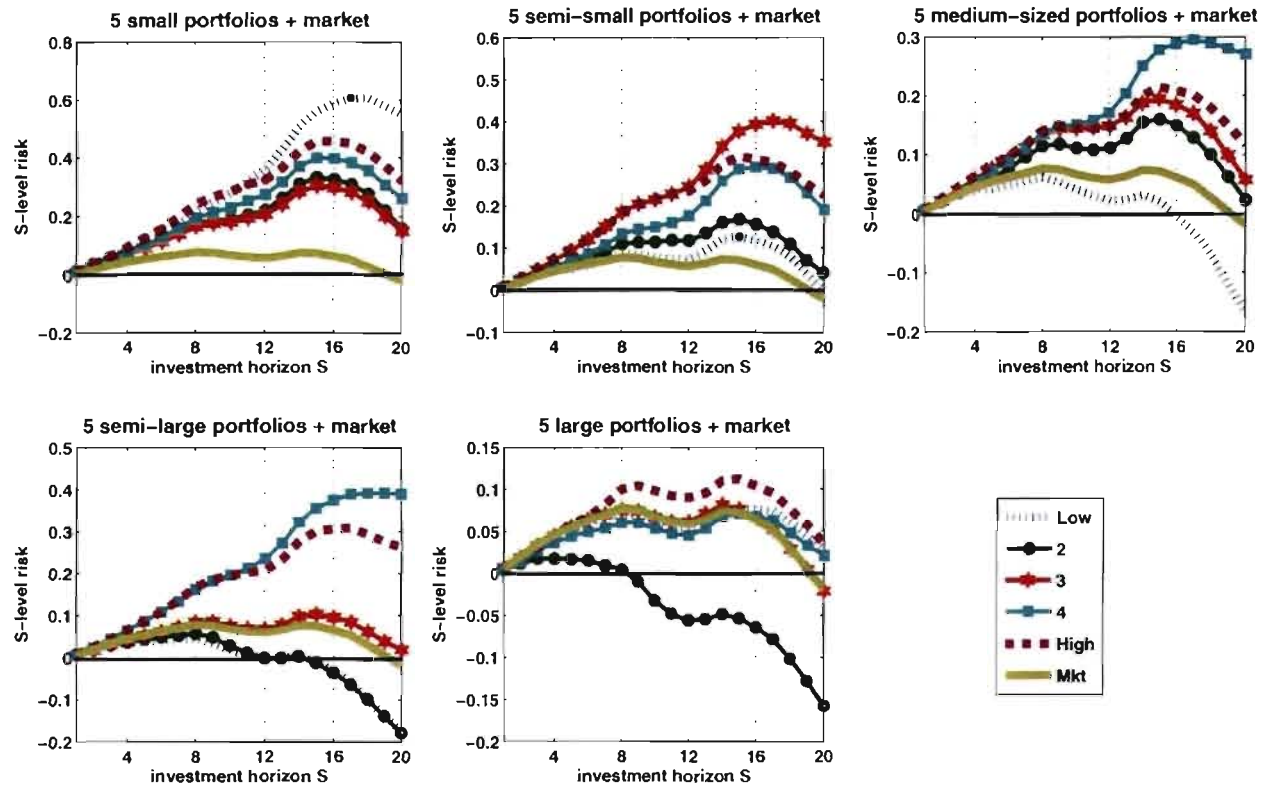 5 small portfolios + market
0.8
0.6
0.4
0.2
0
−0.2
S−level risk
4 8 12 16 20
investment horizon S
5 semi−small portfolios + market
0.6
0.5
0.4
0.3
0.2
0.1
0
−0.1
S−level risk
4 8 12 16 20
investment horizon S
5 medium−sized portfolios + market
0.3
0.2
0.1
0
−0.1
−0.2
S−level risk
4 8 12 16 20
investment horizon S
5 semi−large portfolios + market
0.5
0.4
0.3
0.2
0.1
0
−0.1
−0.2
S−level risk
4 8 12 16 20
investment horizon S
5 large portfolios + market
0.15
0.1
0.05
0
−0.05
−0.1
−0.15
−0.2
S−level risk
4 8 12 16 20
investment horizon S
Low
2
3
4
High
Mkt